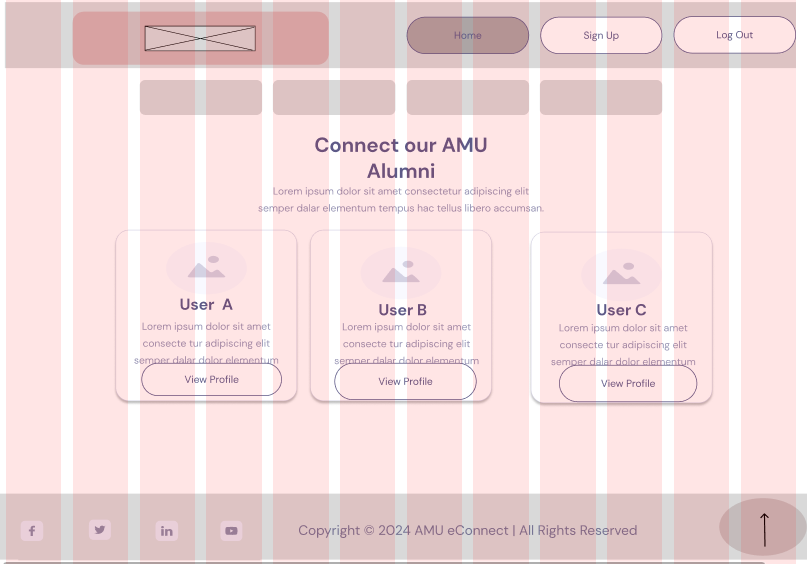 Home
Sign Up
Log Out
Connect our AMU
Alumni
Lorem ipsum dolor sit amet consectetur adipiscing elit
semper dalar elementum tempus hac tellus libero accumsan.
User A
Lorem ipsum dolor sit amet
consecte tur adipiscing elit
semper dalar dolor elementum
View Profile
User B
Lorem ipsum dolor sit amet
consecte tur adipiscing elit
semper dalar dolor elementum
View Profile
User C
Lorem ipsum dolor sit amet
consecte tur adipiscing elit
semper dalar dolor elementum
View Profile
Copyright © 2024 AMU eConnect | All Rights Reserved